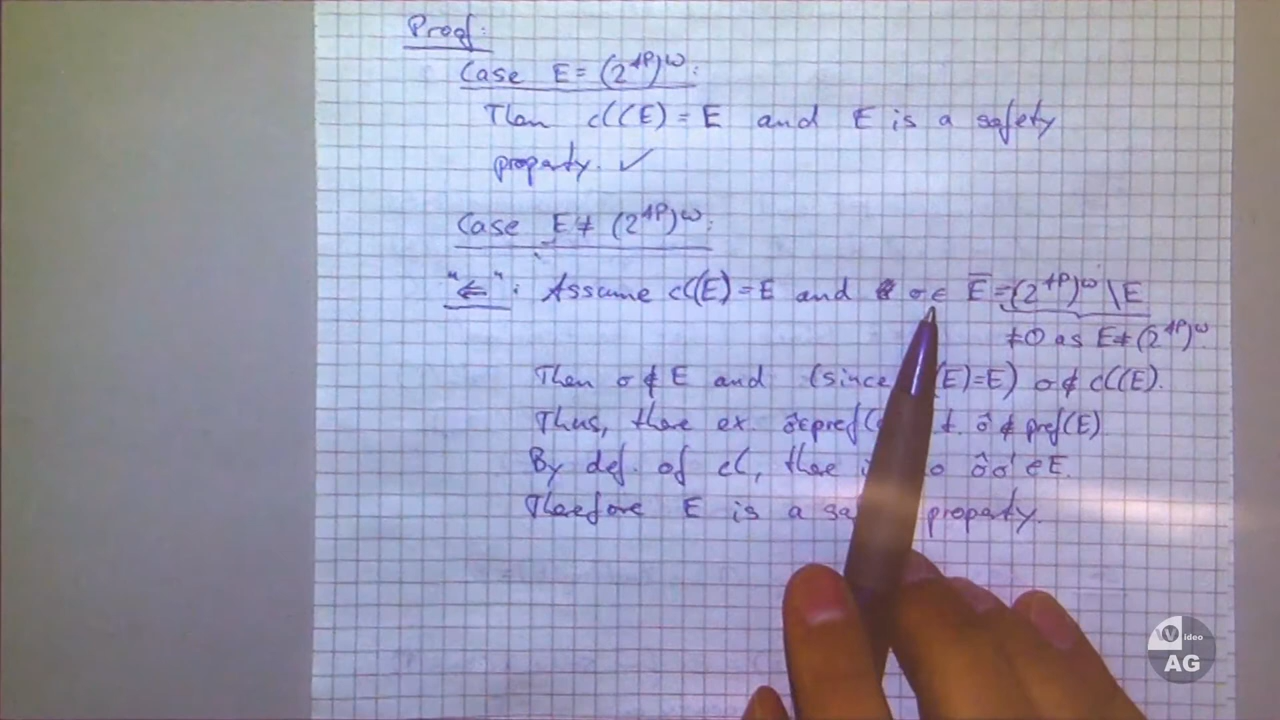 Proof:
Case E = (2^AP)^ω:
Then cl(E) = E and E is a safety
property. ✓
Case E ≠ (2^AP)^ω:
"⇐": Assume cl(E) = E and σ ∈ Ē = (2^AP)^ω \ E
≠ ∅ as E ≠ (2^AP)^ω.
Then σ ∉ E and (since (E)=E) σ ∉ cl(E).
Thus, there ex. σ̂ ∈ pref( t. σ̂ ∉ pref(E)
By def. of cl, there σ̂σ' ∈ E.
Therefore E is a property.
Video
AG